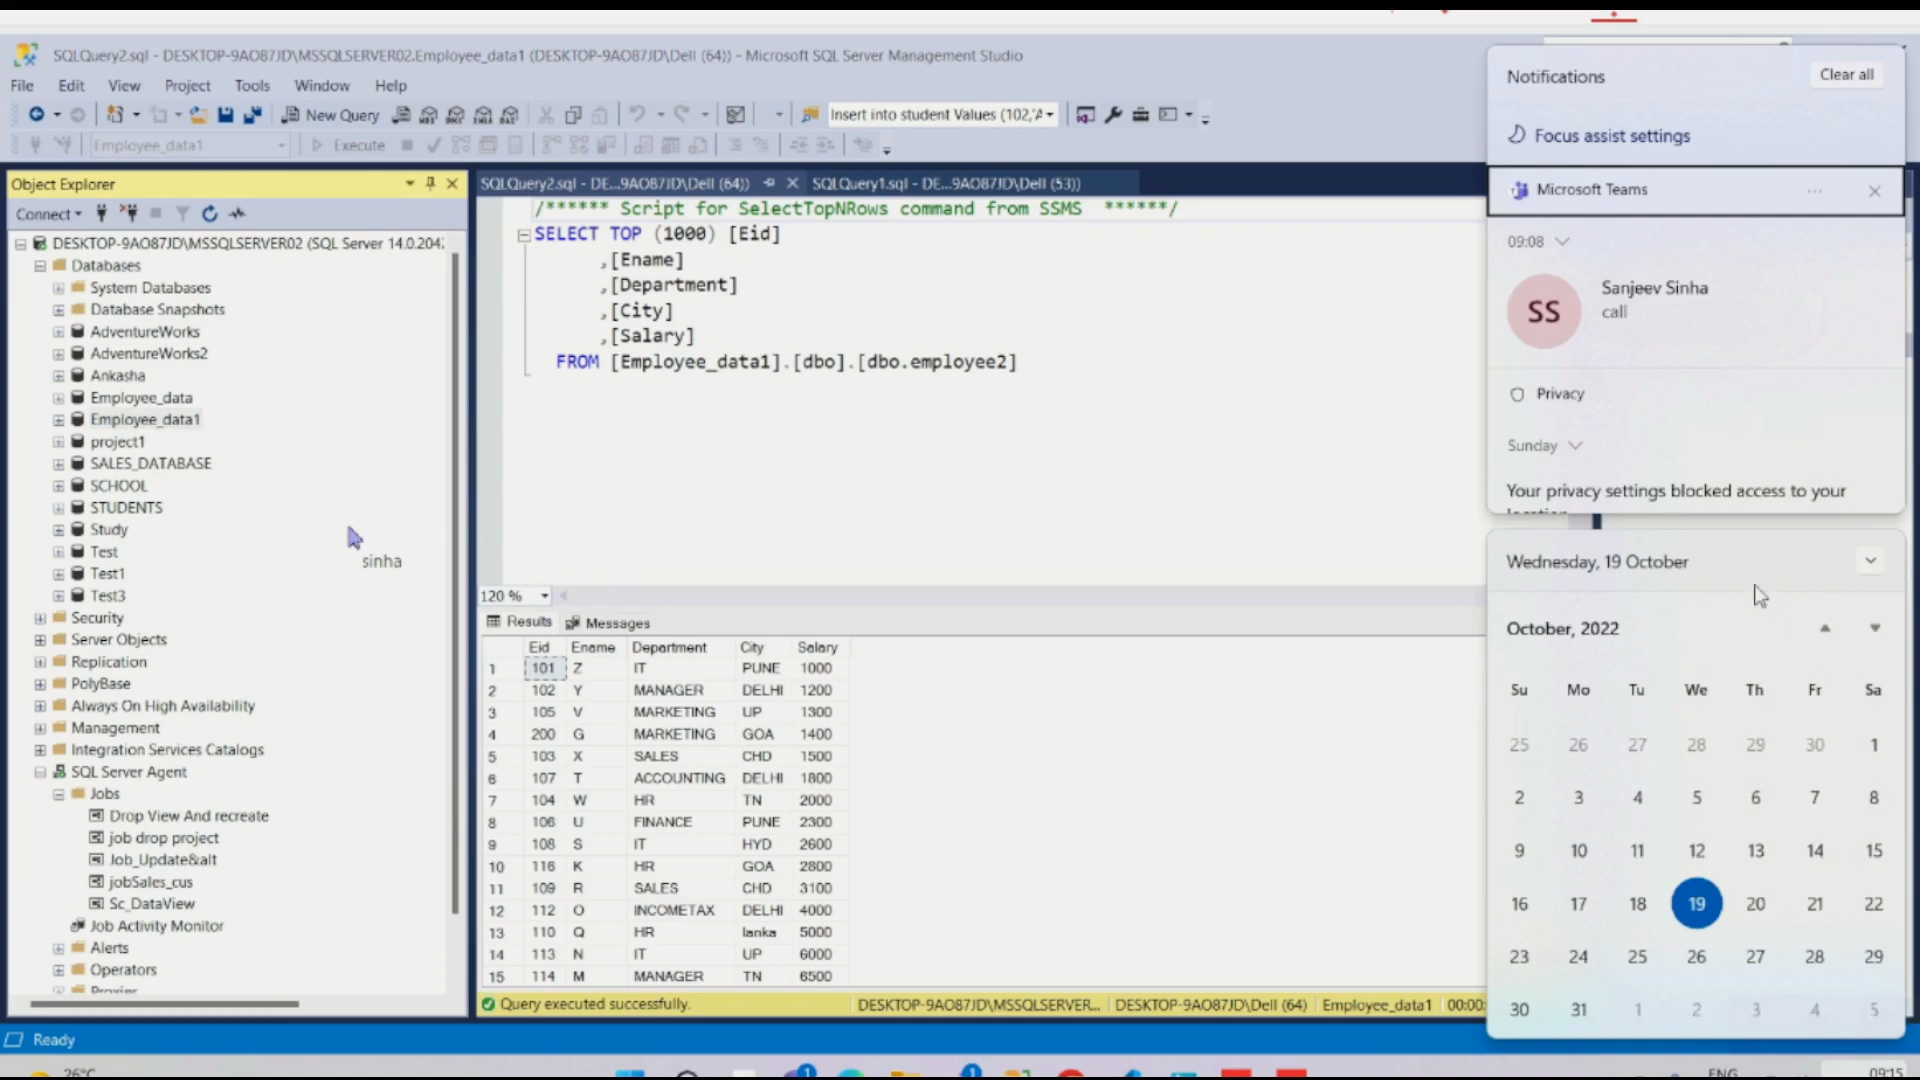 SQLQuery2.sql - DESKTOP-9AO87JD\MSSQLSERVER02.Employee_data1 (DESKTOP-9AO87JD\Dell (64)) - Microsoft SQL Server Management Studio
File Edit View Project Tools Window Help
New Query Insert into student Values (102,'A
Employee_data1 Execute
Object Explorer
Connect
DESKTOP-9AO87JD\MSSQLSERVER02 (SQL Server 14.0.204
Databases
System Databases
Database Snapshots
AdventureWorks
AdventureWorks2
Ankasha
Employee_data
Employee_data1
project1
SALES_DATABASE
SCHOOL
STUDENTS
Study
Test
Test1
Test3
Security
Server Objects
Replication
PolyBase
Always On High Availability
Management
Integration Services Catalogs
SQL Server Agent
Jobs
Drop View And recreate
job drop project
Job_Update&alt
jobSales_cus
Sc_DataView
Job Activity Monitor
Alerts
Operators
sinha
SQLQuery2.sql - DE...9AO87JD\Dell (64)) SQLQuery1.sql - DE...9AO87JD\Dell (53))
/****** Script for SelectTopNRows command from SSMS ******/
SELECT TOP (1000) [Eid]
,[Ename]
,[Department]
,[City]
,[Salary]
FROM [Employee_data1].[dbo].[dbo.employee2]
120 %
Results Messages
Eid Ename Department City Salary
1 101 Z IT PUNE 1000
2 102 Y MANAGER DELHI 1200
3 105 V MARKETING UP 1300
4 200 G MARKETING GOA 1400
5 103 X SALES CHD 1500
6 107 T ACCOUNTING DELHI 1800
7 104 W HR TN 2000
8 106 U FINANCE PUNE 2300
9 108 S IT HYD 2600
10 116 K HR GOA 2800
11 109 R SALES CHD 3100
12 112 O INCOMETAX DELHI 4000
13 110 Q HR lanka 5000
14 113 N IT UP 6000
15 114 M MANAGER TN 6500
Query executed successfully. DESKTOP-9AO87JD\MSSQLSERVER... DESKTOP-9AO87JD\Dell (64) Employee_data1 00:00:
Ready
Notifications Clear all
Focus assist settings
Microsoft Teams
09:08
SS
Sanjeev Sinha
call
Privacy
Sunday
Your privacy settings blocked access to your
location
Wednesday, 19 October
October, 2022
Su Mo Tu We Th Fr Sa
25 26 27 28 29 30 1
2 3 4 5 6 7 8
9 10 11 12 13 14 15
16 17 18 19 20 21 22
23 24 25 26 27 28 29
30 31 1 2 3 4 5
26°C 1 1 ENG 09:15